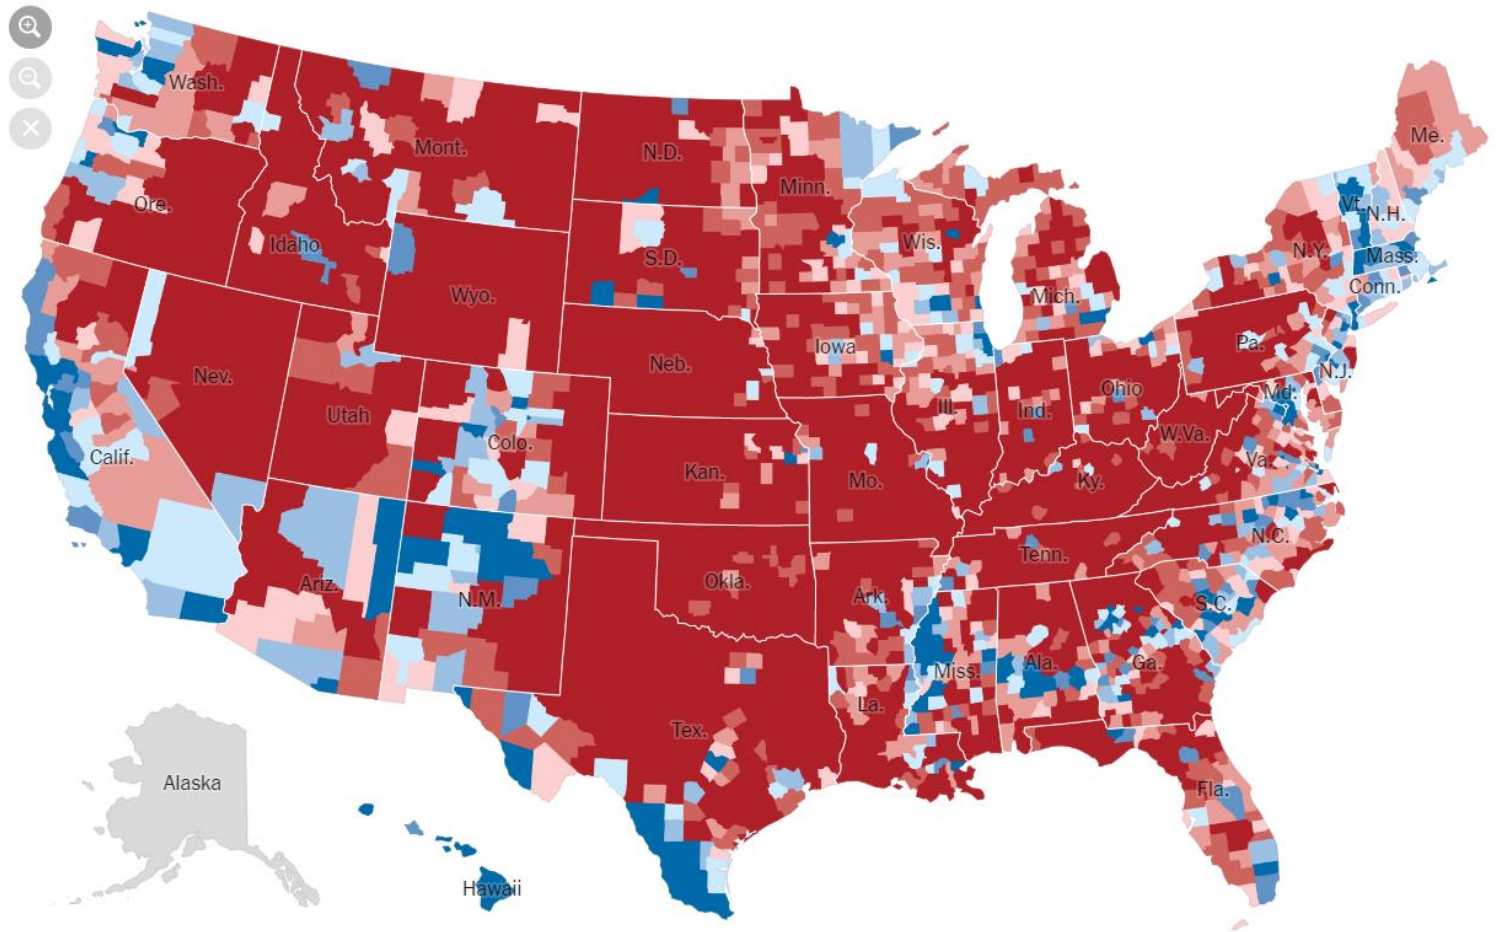 Wash.
Mont.
N.D.
Minn.
Me.
Ore.
Idaho
S.D.
Wis.
Vt.
N.H.
N.Y.
Mass.
Wyo.
Mich.
Conn.
Nev.
Neb.
Iowa
Pa.
N.J.
Utah
Colo.
Ill.
Ind.
Ohio
Md.
Calif.
Kan.
Mo.
Ky.
W.Va.
Va.
Ariz.
N.M.
Okla.
Ark.
Tenn.
N.C.
S.C.
Tex.
La.
Miss.
Ala.
Ga.
Alaska
Fla.
Hawaii